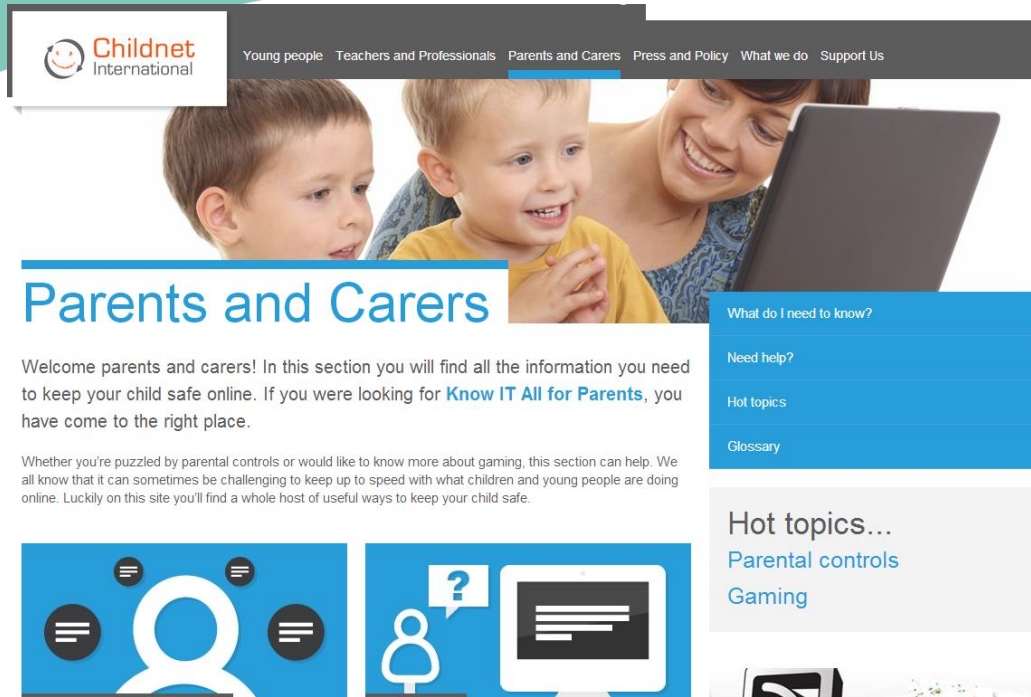 Childnet
International
Young people Teachers and Professionals Parents and Carers Press and Policy What we do Support Us
Parents and Carers
Welcome parents and carers! In this section you will find all the information you need
to keep your child safe online. If you were looking for Know IT All for Parents, you
have come to the right place.
Whether you're puzzled by parental controls or would like to know more about gaming, this section can help. We
all know that it can sometimes be challenging to keep up to speed with what children and young people are doing
online. Luckily on this site you'll find a whole host of useful ways to keep your child safe.
What do I need to know?
Need help?
Hot topics
Glossary
Hot topics...
Parental controls
Gaming
?